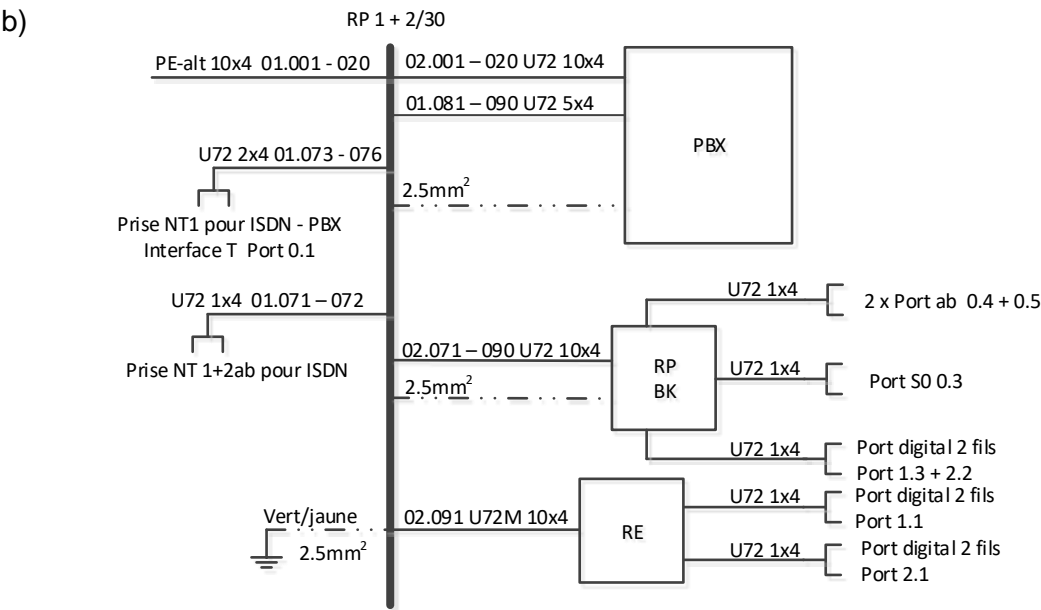 b)
RP 1 + 2/30
PE-alt 10x4 01.001 - 020
02.001 – 020 U72 10x4
01.081 – 090 U72 5x4
PBX
U72 2x4 01.073 - 076
2.5mm²
Prise NT1 pour ISDN - PBX
Interface T Port 0.1
U72 1x4 01.071 – 072
Prise NT 1+2ab pour ISDN
02.071 – 090 U72 10x4
2.5mm²
RP
BK
U72 1x4
2 x Port ab 0.4 + 0.5
U72 1x4
Port S0 0.3
U72 1x4
Port digital 2 fils
Port 1.3 + 2.2
Vert/jaune
2.5mm²
02.091 U72M 10x4
RE
U72 1x4
Port digital 2 fils
Port 1.1
U72 1x4
Port digital 2 fils
Port 2.1